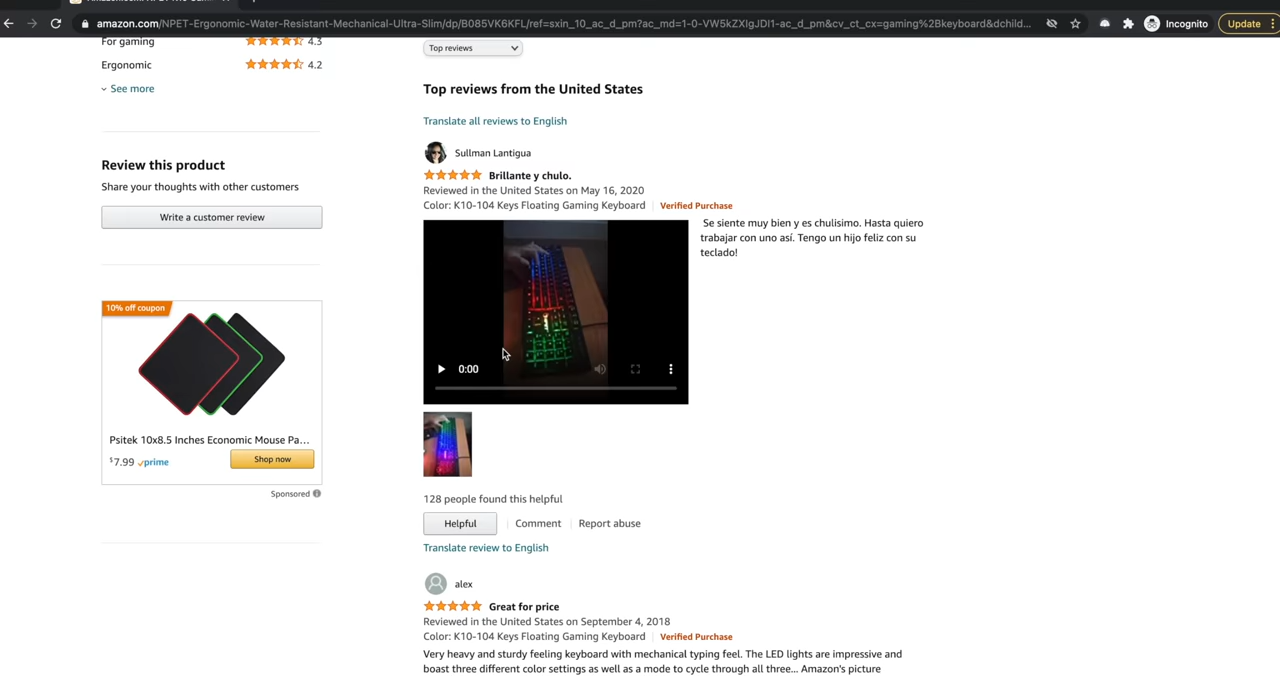 amazon.com/NPET-Ergonomic-Water-Resistant-Mechanical-Ultra-Slim/dp/B085VK6KFL/ref=sxin_10_ac_d_pm?ac_md=1-0-VW5kZXIgJDI1-ac_d_pm&cv_ct_cx=gaming%2Bkeyboard&dchild...
Incognito
Update
For gaming 4.3
Ergonomic 4.2
See more
Review this product
Share your thoughts with other customers
Write a customer review
10% off coupon
Psitek 10x8.5 Inches Economic Mouse Pa...
$7.99 prime
Shop now
Sponsored
Top reviews
Top reviews from the United States
Translate all reviews to English
Sullman Lantigua
Brillante y chulo.
Reviewed in the United States on May 16, 2020
Color: K10-104 Keys Floating Gaming Keyboard | Verified Purchase
Se siente muy bien y es chulisimo. Hasta quiero
trabajar con uno así. Tengo un hijo feliz con su
teclado!
0:00
128 people found this helpful
Helpful | Comment | Report abuse
Translate review to English
alex
Great for price
Reviewed in the United States on September 4, 2018
Color: K10-104 Keys Floating Gaming Keyboard | Verified Purchase
Very heavy and sturdy feeling keyboard with mechanical typing feel. The LED lights are impressive and
boast three different color settings as well as a mode to cycle through all three... Amazon's picture